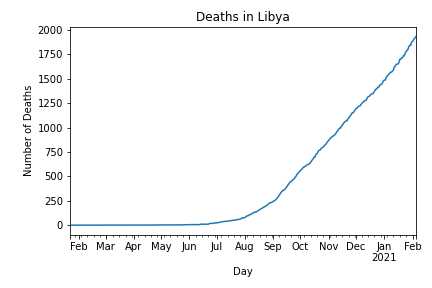 Deaths in Libya
Number of Deaths
2000
1750
1500
1250
1000
750
500
250
0
Feb Mar Apr May Jun Jul Aug Sep Oct Nov Dec Jan Feb
2021
Day